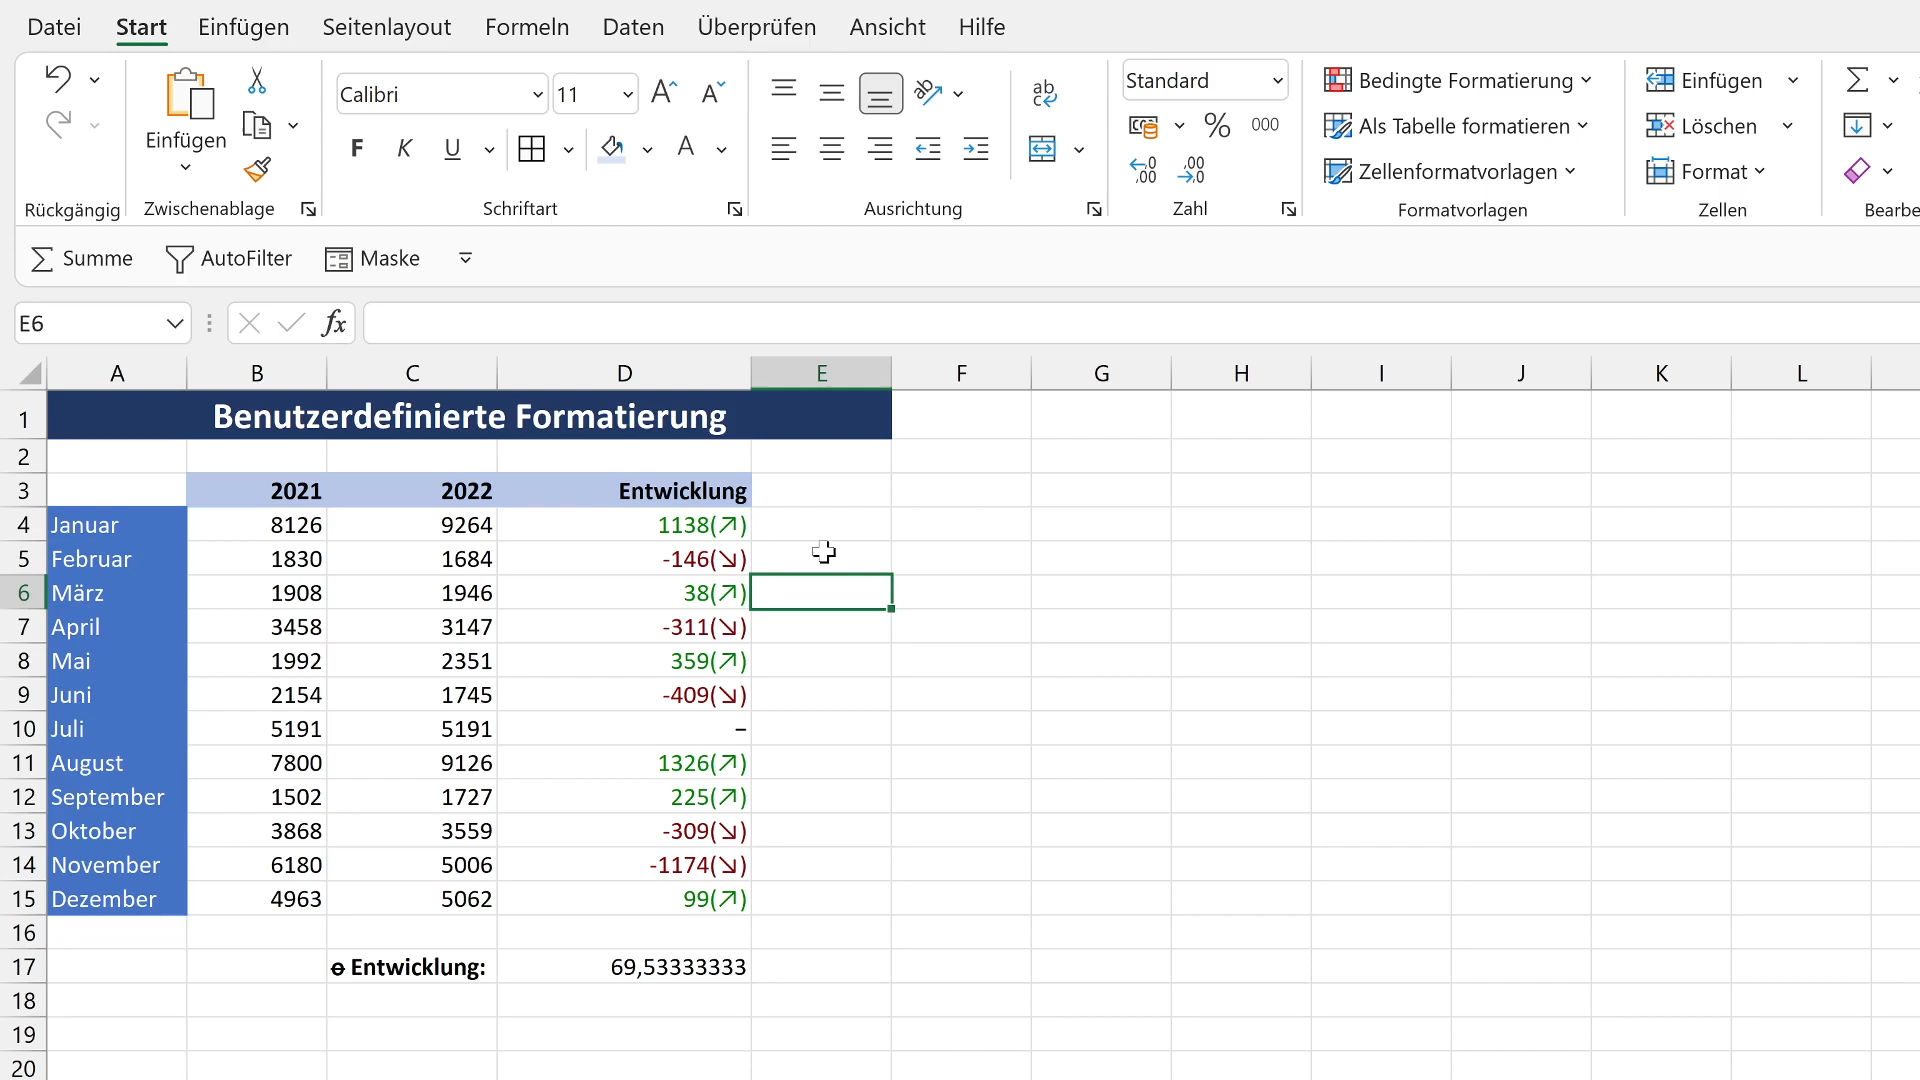 Datei Start Einfügen Seitenlayout Formeln Daten Überprüfen Ansicht Hilfe
Einfügen
Calibri 11
F K U A
ab
c
Standard
% 000
Bedingte Formatierung
Als Tabelle formatieren
Zellenformatvorlagen
Einfügen
Löschen
Format
Rückgängig Zwischenablage Schriftart Ausrichtung Zahl Formatvorlagen Zellen Bearbe
Summe AutoFilter Maske
E6 fx
A B C D E F G H I J K L
1 Benutzerdefinierte Formatierung
2
3 2021 2022 Entwicklung
4 Januar 8126 9264 1138(↗)
5 Februar 1830 1684 -146(↘)
6 März 1908 1946 38(↗)
7 April 3458 3147 -311(↘)
8 Mai 1992 2351 359(↗)
9 Juni 2154 1745 -409(↘)
10 Juli 5191 5191 –
11 August 7800 9126 1326(↗)
12 September 1502 1727 225(↗)
13 Oktober 3868 3559 -309(↘)
14 November 6180 5006 -1174(↘)
15 Dezember 4963 5062 99(↗)
16
17 ɵ Entwicklung: 69,53333333
18
19
20